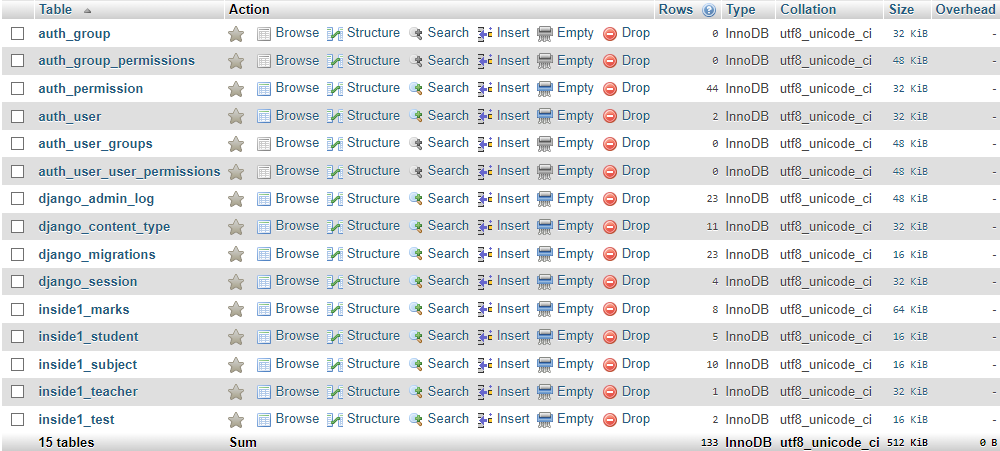 Table Action Rows Type Collation Size Overhead
auth_group Browse Structure Search Insert Empty Drop 0 InnoDB utf8_unicode_ci 32 KiB -
auth_group_permissions Browse Structure Search Insert Empty Drop 0 InnoDB utf8_unicode_ci 48 KiB -
auth_permission Browse Structure Search Insert Empty Drop 44 InnoDB utf8_unicode_ci 32 KiB -
auth_user Browse Structure Search Insert Empty Drop 2 InnoDB utf8_unicode_ci 32 KiB -
auth_user_groups Browse Structure Search Insert Empty Drop 0 InnoDB utf8_unicode_ci 48 KiB -
auth_user_user_permissions Browse Structure Search Insert Empty Drop 0 InnoDB utf8_unicode_ci 48 KiB -
django_admin_log Browse Structure Search Insert Empty Drop 23 InnoDB utf8_unicode_ci 48 KiB -
django_content_type Browse Structure Search Insert Empty Drop 11 InnoDB utf8_unicode_ci 32 KiB -
django_migrations Browse Structure Search Insert Empty Drop 23 InnoDB utf8_unicode_ci 16 KiB -
django_session Browse Structure Search Insert Empty Drop 4 InnoDB utf8_unicode_ci 32 KiB -
inside1_marks Browse Structure Search Insert Empty Drop 8 InnoDB utf8_unicode_ci 64 KiB -
inside1_student Browse Structure Search Insert Empty Drop 5 InnoDB utf8_unicode_ci 16 KiB -
inside1_subject Browse Structure Search Insert Empty Drop 10 InnoDB utf8_unicode_ci 16 KiB -
inside1_teacher Browse Structure Search Insert Empty Drop 1 InnoDB utf8_unicode_ci 32 KiB -
inside1_test Browse Structure Search Insert Empty Drop 2 InnoDB utf8_unicode_ci 16 KiB -
15 tables Sum 133 InnoDB utf8_unicode_ci 512 KiB 0 B